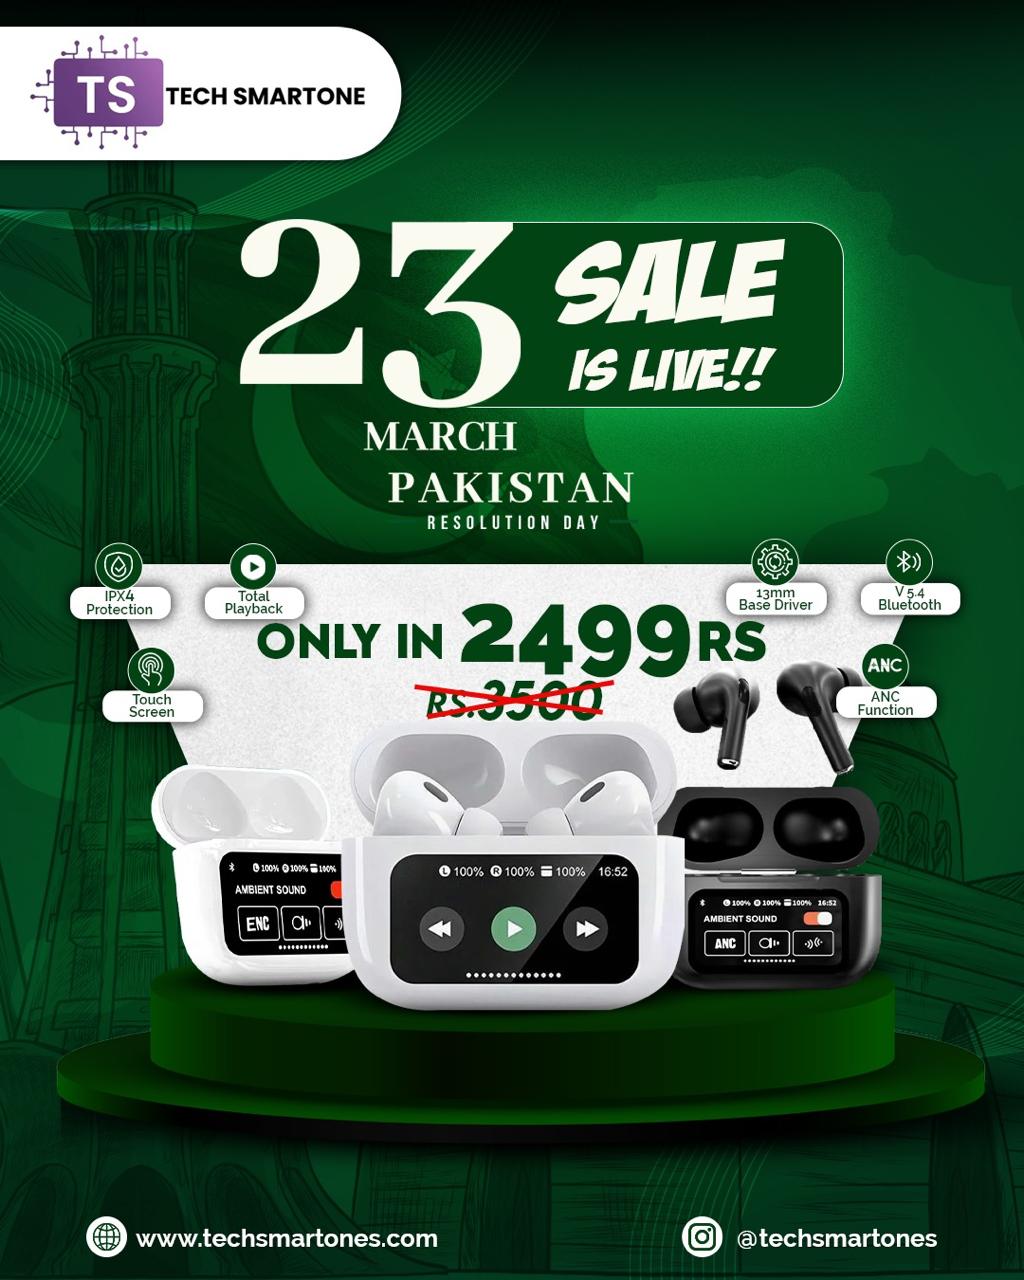 TS
TECH SMARTONE
23
SALE
IS LIVE!!
MARCH
PAKISTAN
RESOLUTION DAY
IPX4
Protection
Total
Playback
13mm
Base Driver
V 5.4
Bluetooth
ONLY IN 2499RS
RS.3500
Touch
Screen
ANC
ANC
Function
L 100% R 100% 100%
AMBIENT SOUND
ENC
L 100% R 100% 100% 16:52
100% 100% 100% 16:52
AMBIENT SOUND
ANC
www.techsmartones.com
@techsmartones